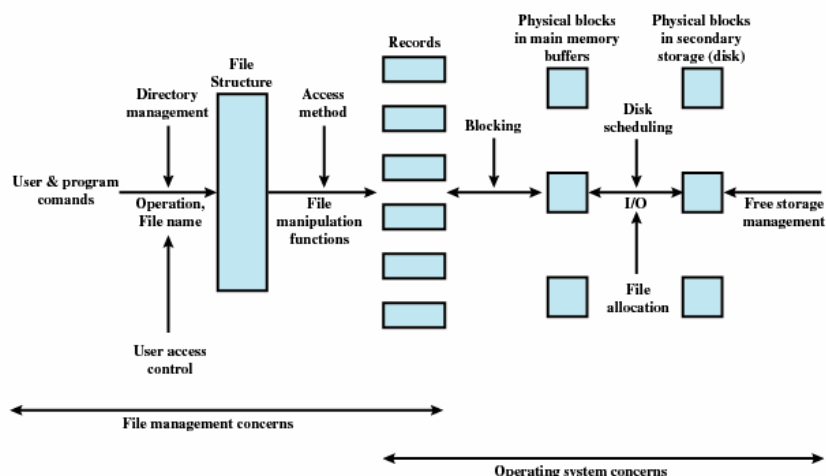 Physical blocks
in main memory
buffers
Physical blocks
in secondary
storage (disk)
Records
File
Structure
Directory
management
Access
method
Blocking
Disk
scheduling
User & program
comands
Operation,
File name
File
manipulation
functions
I/O
Free storage
management
File
allocation
User access
control
File management concerns
Operating system concerns